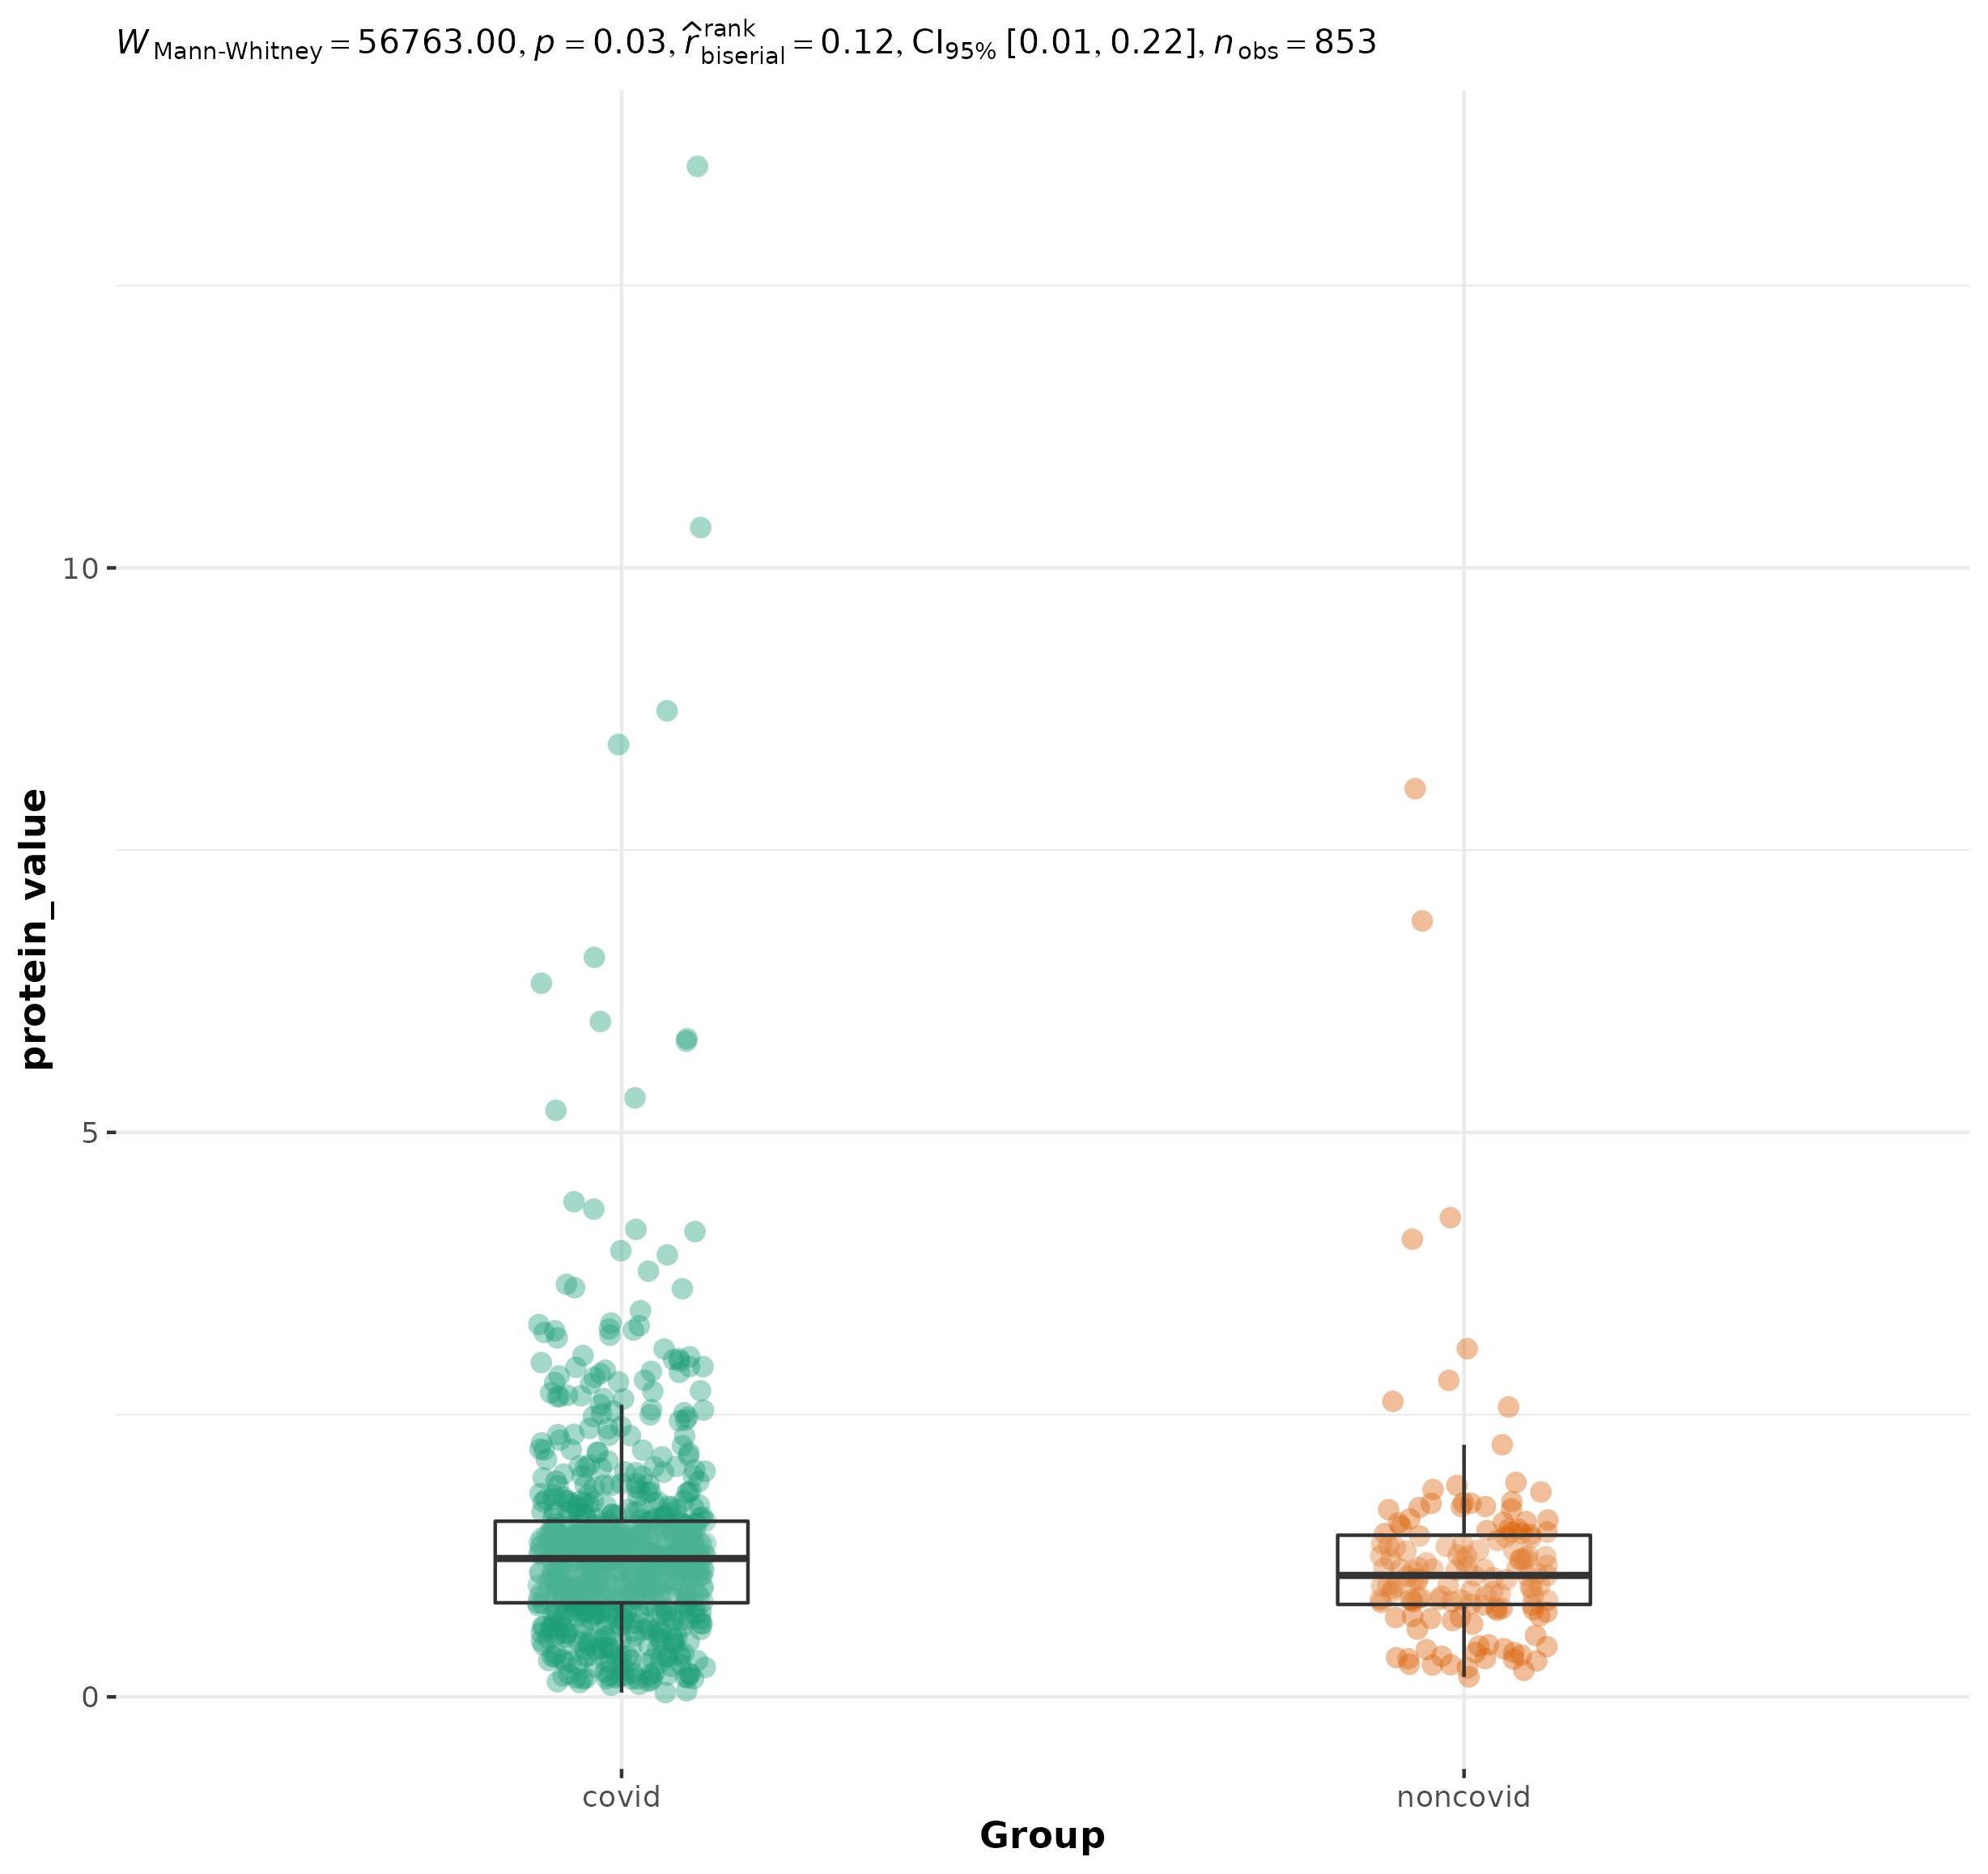 W Mann-Whitney = 56763.00, p = 0.03, r̂ rank biserial = 0.12, CI95% [0.01, 0.22], n obs = 853
10
5
0
protein_value
covid
noncovid
Group